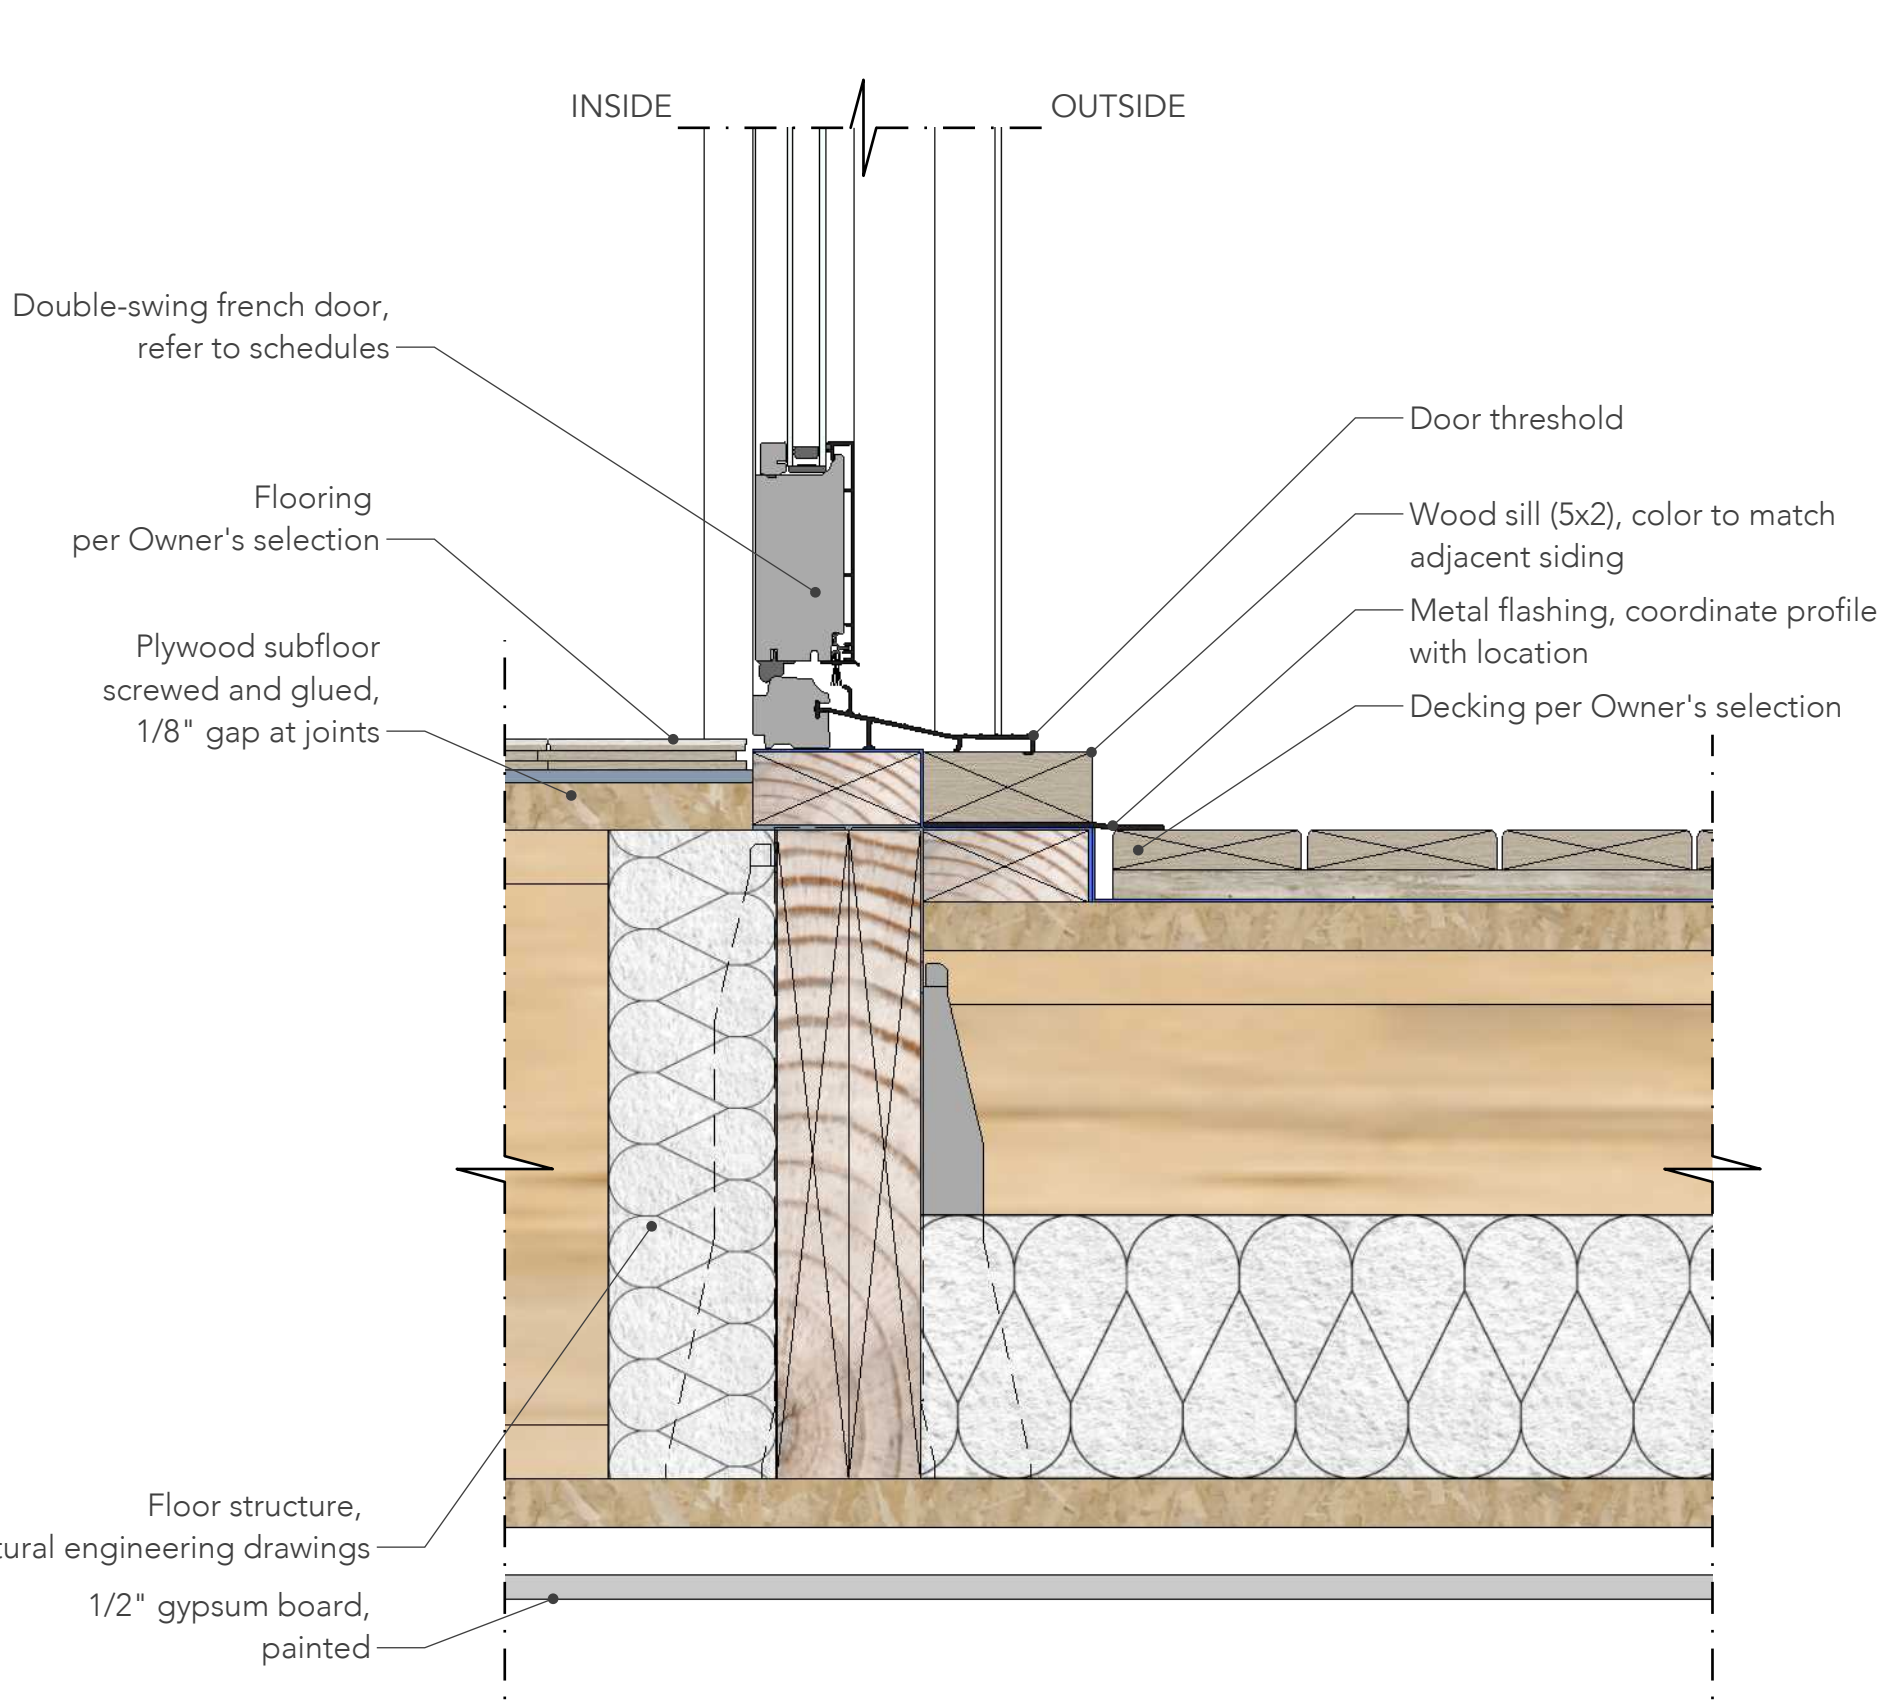 INSIDE
OUTSIDE
Double-swing french door,
refer to schedules
Flooring
per Owner's selection
Plywood subfloor
screwed and glued,
1/8" gap at joints
Floor structure,
engineering drawings
1/2" gypsum board,
painted
Door threshold
Wood sill (5x2), color to match
adjacent siding
Metal flashing, coordinate profile
with location
Decking per Owner's selection